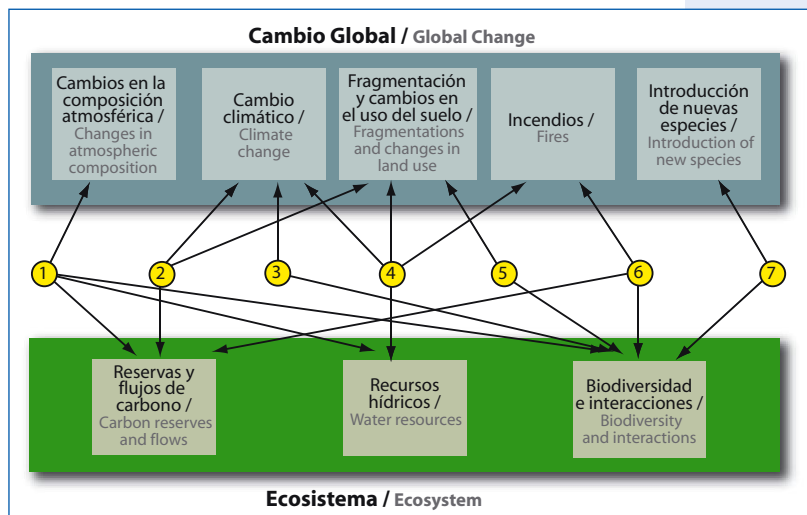 Cambio Global / Global Change
Cambios en la
composición
atmosférica /
Changes in
atmospheric
composition
Cambio
climático /
Climate
change
Fragmentación
y cambios en
el uso del suelo /
Fragmentations
and changes in
land use
Incendios /
Fires
Introducción
de nuevas
especies /
Introduction of
new species
1
2
3
4
5
6
7
Reservas y
flujos de
carbono /
Carbon reserves
and flows
Recursos
hídricos /
Water resources
Biodiversidad
e interacciones /
Biodiversity
and interactions
Ecosistema / Ecosystem